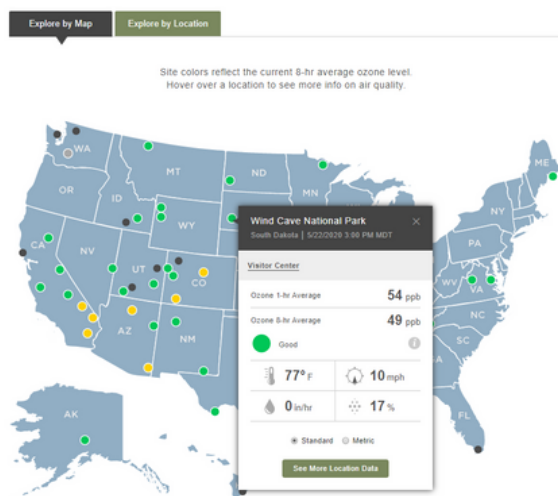 Explore by Map
Explore by Location
Site colors reflect the current 8-hr average ozone level.
Hover over a location to see more info on air quality.
WA
MT
ND
MN
ME
OR
ID
WY
NY
PA
CA
NV
UT
CO
WV
VA
NC
AZ
NM
SC
GA
FL
AK
Wind Cave National Park
South Dakota | 5/22/2020 3:00 PM MDT
Visitor Center
Ozone 1-hr Average 54 ppb
Ozone 8-hr Average 49 ppb
Good
77° F
10 mph
0 in/hr
17 %
Standard Metric
See More Location Data